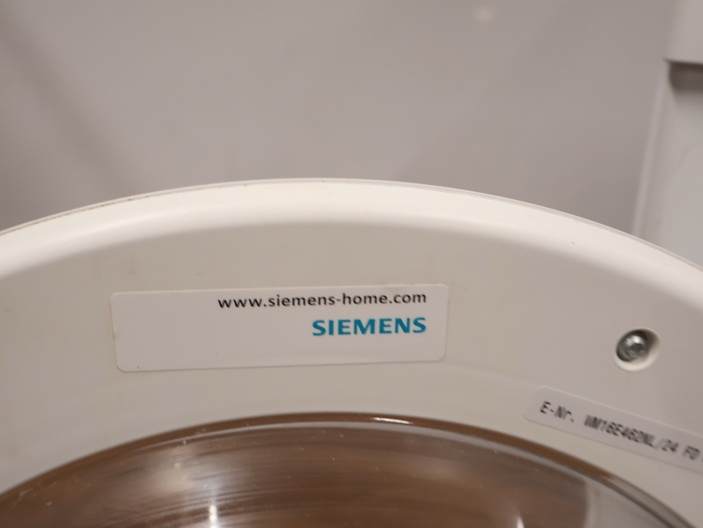 www.siemens-home.com
SIEMENS
E-Nr. WM16E462NL/24 FD